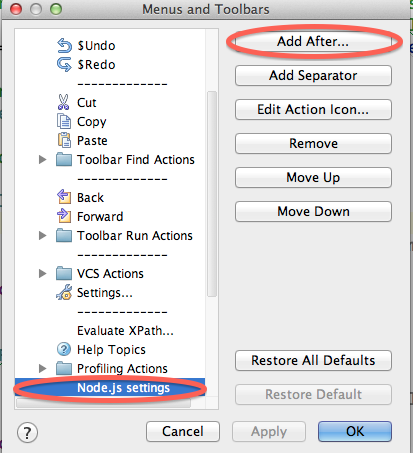 Menus and Toolbars
$Undo
$Redo
-------------
Cut
Copy
Paste
Toolbar Find Actions
-------------
Back
Forward
Toolbar Run Actions
-------------
VCS Actions
Settings...
-------------
Evaluate XPath...
Help Topics
Profiling Actions
Node.js settings
Add After...
Add Separator
Edit Action Icon...
Remove
Move Up
Move Down
Restore All Defaults
Restore Default
?
Cancel
Apply
OK